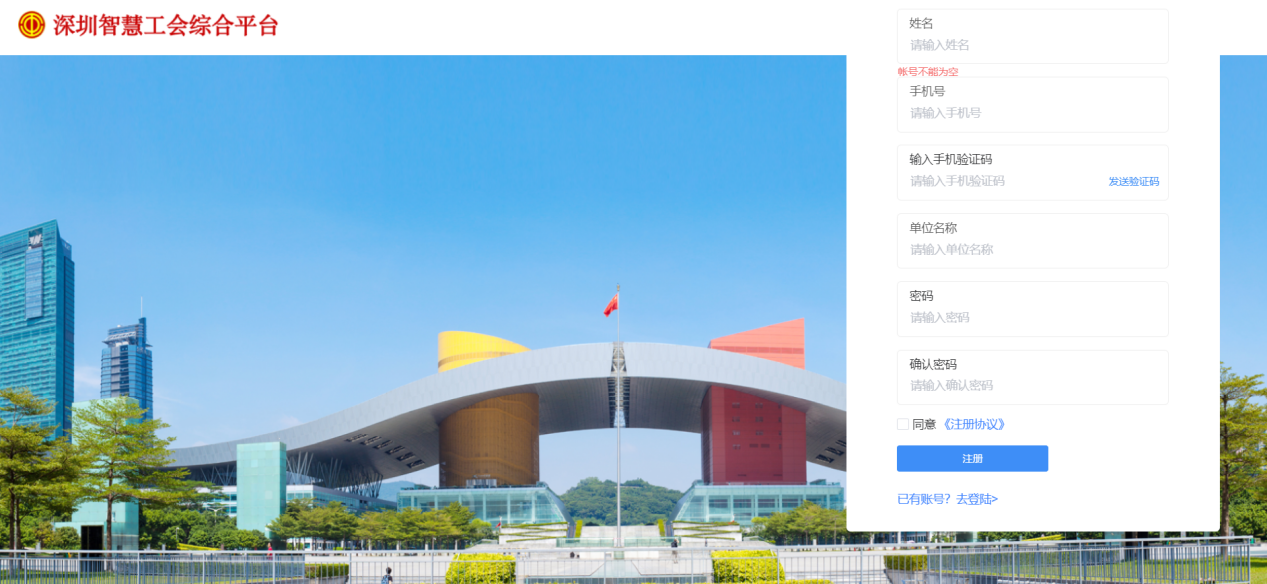 深圳智慧工会综合平台
姓名
请输入姓名
帐号不能为空
手机号
请输入手机号
输入手机验证码
请输入手机验证码 发送验证码
单位名称
请输入单位名称
密码
请输入密码
确认密码
请输入确认密码
同意 《注册协议》
注册
已有账号？去登陆>